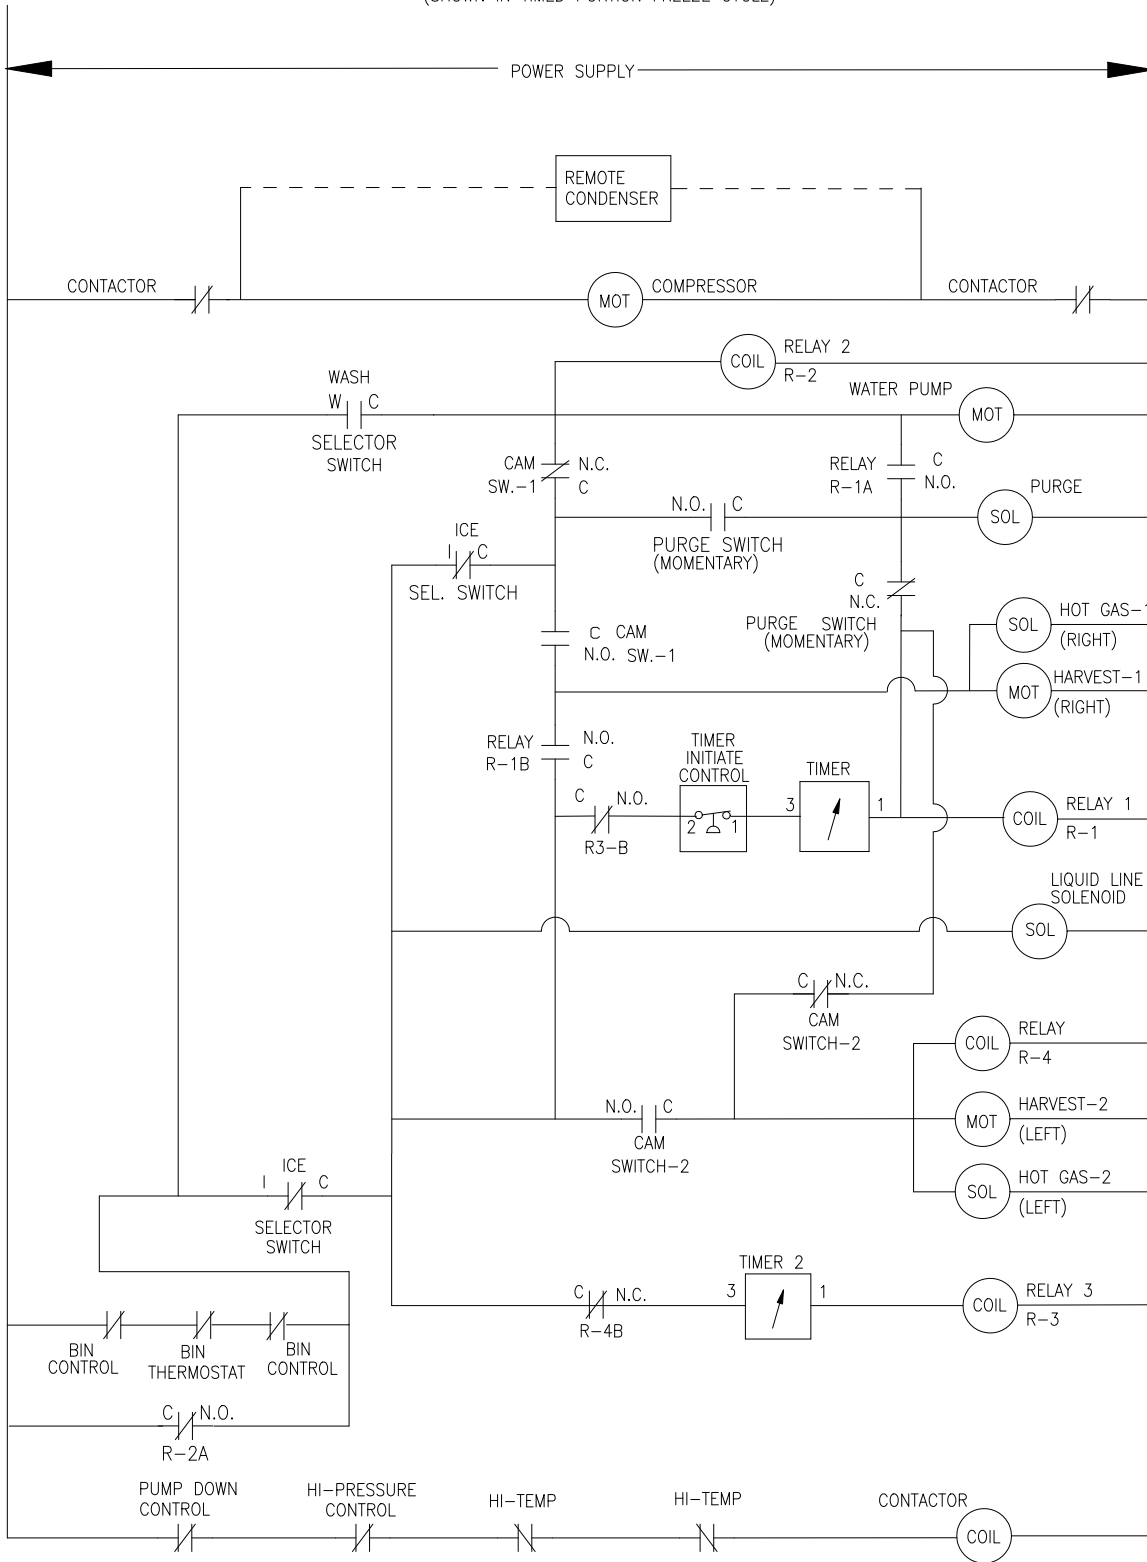 POWER SUPPLY
REMOTE
CONDENSER
CONTACTOR
MOT
COMPRESSOR
CONTACTOR
COIL
RELAY 2
R-2
WASH
W C
SELECTOR
SWITCH
WATER PUMP
MOT
CAM
SW.-1
N.C.
C
RELAY
R-1A
C
N.O.
N.O. C
PURGE SWITCH
(MOMENTARY)
SOL
PURGE
ICE
I C
SEL. SWITCH
C
N.C.
PURGE SWITCH
(MOMENTARY)
C CAM
N.O. SW.-1
SOL
HOT GAS-1
(RIGHT)
MOT
HARVEST-1
(RIGHT)
RELAY
R-1B
N.O.
C
TIMER
INITIATE
CONTROL
2 1
TIMER
3 1
C N.O.
R3-B
COIL
RELAY 1
R-1
LIQUID LINE
SOLENOID
SOL
C N.C.
CAM
SWITCH-2
COIL
RELAY
R-4
N.O. C
CAM
SWITCH-2
MOT
HARVEST-2
(LEFT)
SOL
HOT GAS-2
(LEFT)
ICE
I C
SELECTOR
SWITCH
TIMER 2
3 1
C N.C.
R-4B
COIL
RELAY 3
R-3
BIN
CONTROL
BIN
THERMOSTAT
BIN
CONTROL
C N.O.
R-2A
PUMP DOWN
CONTROL
HI-PRESSURE
CONTROL
HI-TEMP
HI-TEMP
CONTACTOR
COIL